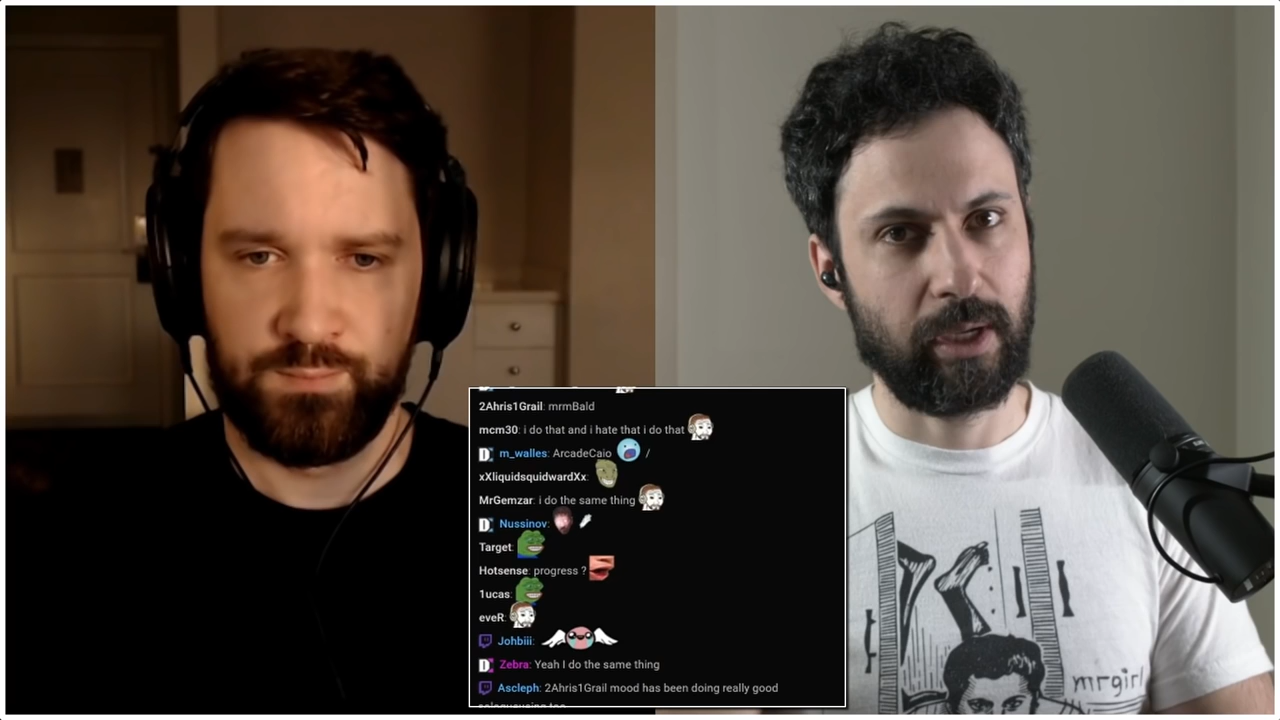 2Ahris1Grail: mrmBald
mcm30: i do that and i hate that i do that
m_walles: ArcadeCaio /
xXliquidsquidwardXx:
MrGemzar: i do the same thing
Nussinov:
Target:
Hotsense: progress ?
1ucas:
eveR:
Johbiii:
Zebra: Yeah I do the same thing
Ascleph: 2Ahris1Grail mood has been doing really good
mrgirl